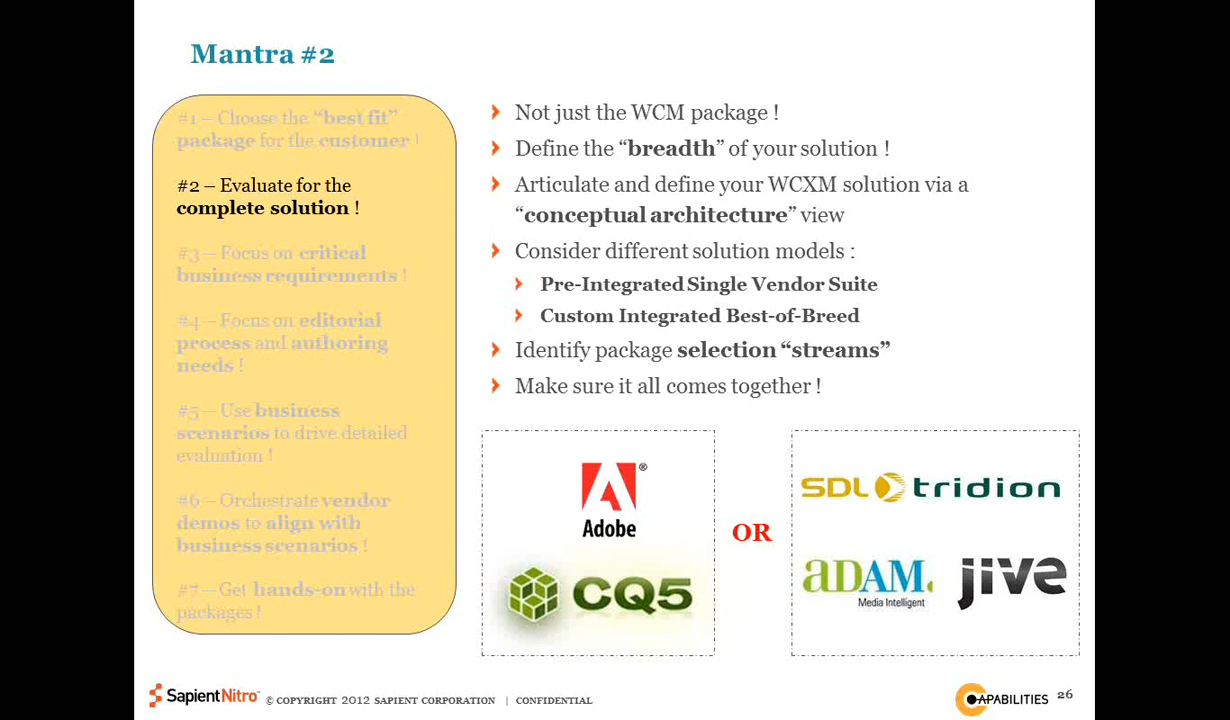 Mantra #2
#1 – Choose the “best fit”
package for the customer !
#2 – Evaluate for the
complete solution !
#3 – Focus on critical
business requirements !
#4 – Focus on editorial
process and authoring
needs !
#5 – Use business
scenarios to drive detailed
evaluation !
#6 – Orchestrate vendor
demos to align with
business scenarios !
#7 – Get hands-on with the
packages !
Not just the WCM package !
Define the “breadth” of your solution !
Articulate and define your WCXM solution via a
“conceptual architecture” view
Consider different solution models :
Pre-Integrated Single Vendor Suite
Custom Integrated Best-of-Breed
Identify package selection “streams”
Make sure it all comes together !
Adobe
®
CQ5
OR
SDL tridion
ADAM.
Media Intelligent
jive
SapientNitro
© COPYRIGHT 2012 SAPIENT CORPORATION | CONFIDENTIAL
CAPABILITIES
26